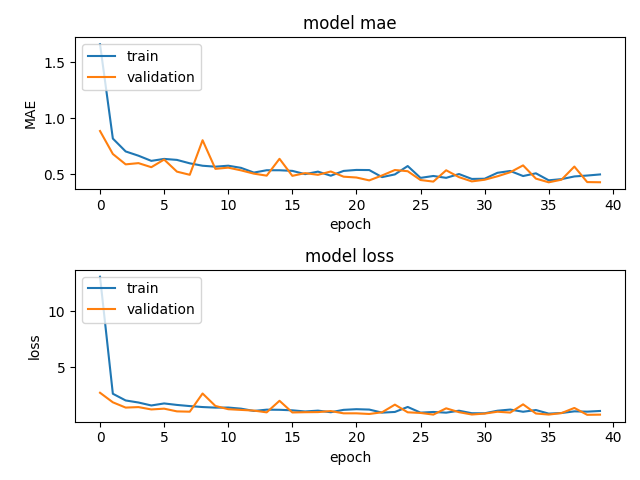 model mae
MAE
1.5
1.0
0.5
train
validation
0 5 10 15 20 25 30 35 40
epoch
model loss
loss
10
5
train
validation
0 5 10 15 20 25 30 35 40
epoch